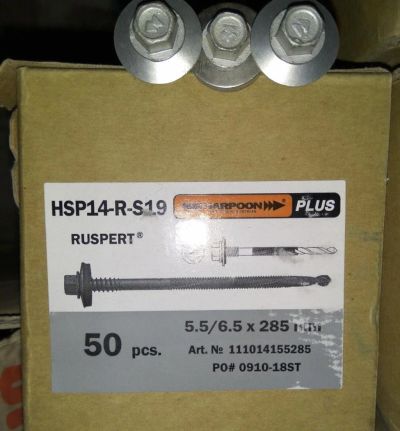 HSP14-R-S19
HARPOON
PLUS
RUSPERT®
5.5/6.5 x 285 mm
50 pcs.
Art. № 111014155285
PO# 0910-18ST